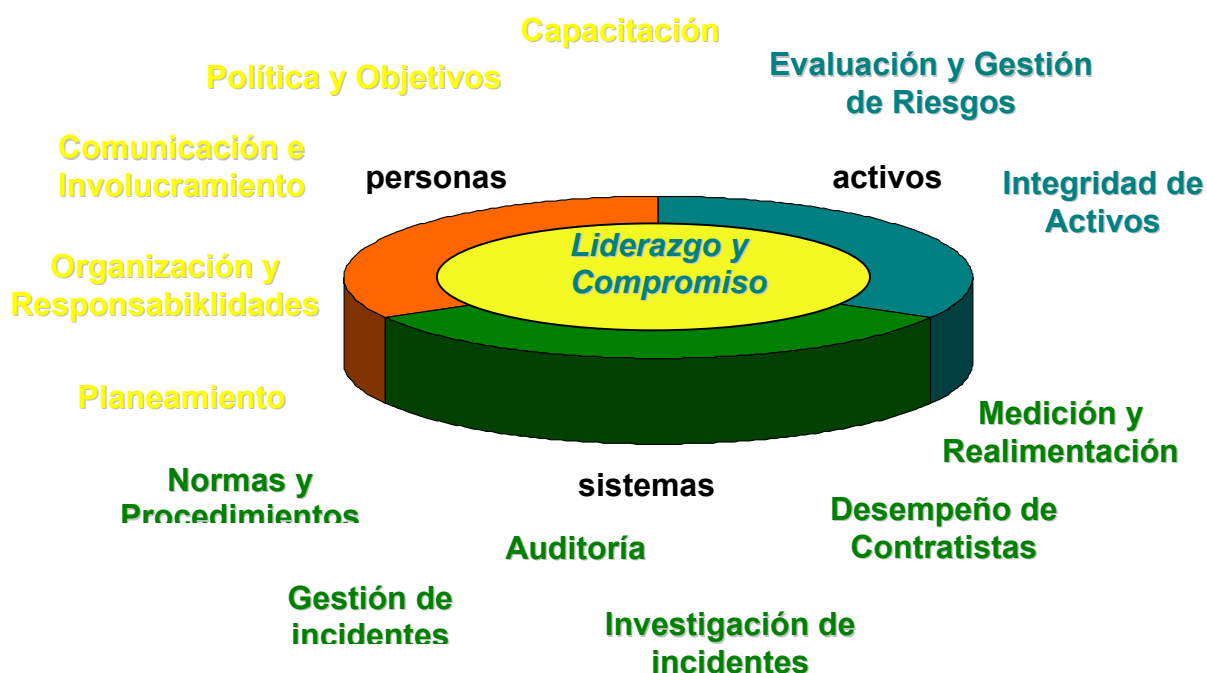 Capacitación
Política y Objetivos
Evaluación y Gestión
de Riesgos
Comunicación e
Involucramiento
personas
activos
Integridad de
Activos
Liderazgo y
Compromiso
Organización y
Responsabiklidades
Planeamiento
Medición y
Realimentación
Normas y
Procedimientos
sistemas
Desempeño de
Contratistas
Auditoría
Gestión de
incidentes
Investigación de
incidentes